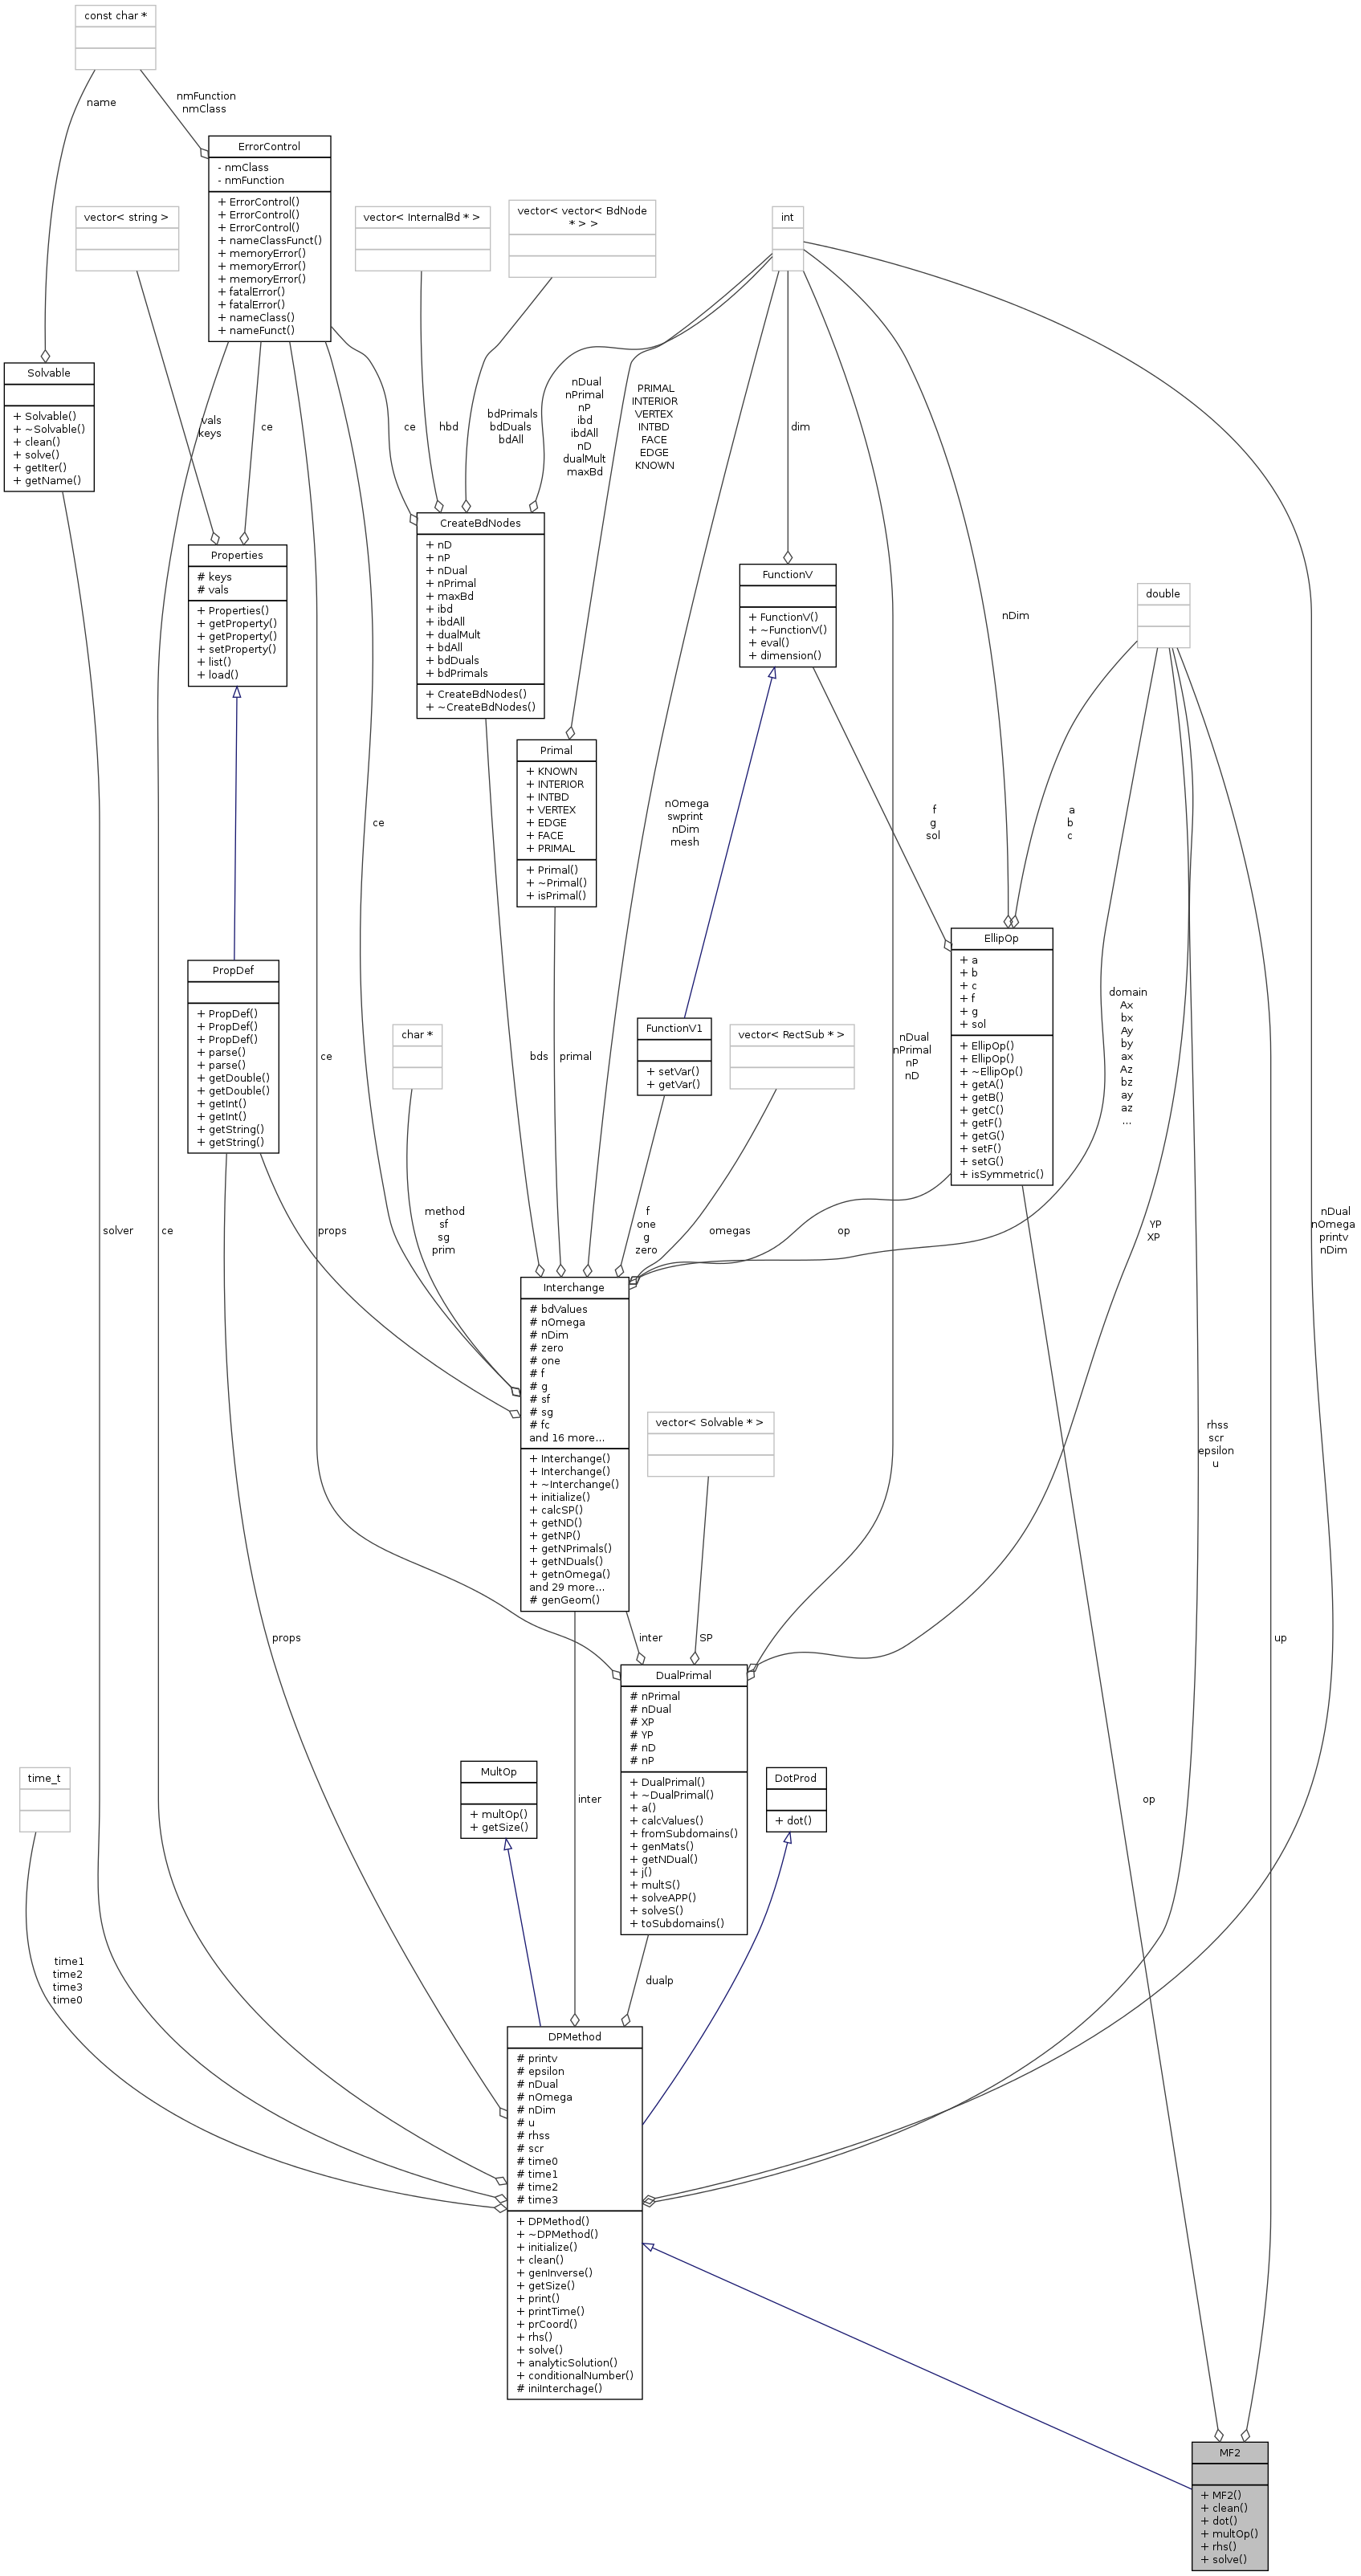 const char *
name
nmFunction
nmClass
ErrorControl
- nmClass
- nmFunction
+ ErrorControl()
+ ErrorControl()
+ ErrorControl()
+ nameClassFunct()
+ memoryError()
+ memoryError()
+ memoryError()
+ fatalError()
+ fatalError()
+ nameClass()
+ nameFunct()
vector< string >
vector< InternalBd * >
vector< vector< BdNode
* > >
int
Solvable
+ Solvable()
+ ~Solvable()
+ clean()
+ solve()
+ getIter()
+ getName()
vals
keys
ce
ce
hbd
bdPrimals
bdDuals
bdAll
nDual
nPrimal
nP
ibd
ibdAll
nD
dualMult
maxBd
PRIMAL
INTERIOR
VERTEX
INTBD
FACE
EDGE
KNOWN
dim
CreateBdNodes
+ nD
+ nP
+ nDual
+ nPrimal
+ maxBd
+ ibd
+ ibdAll
+ dualMult
+ bdAll
+ bdDuals
+ bdPrimals
+ CreateBdNodes()
+ ~CreateBdNodes()
Properties
# keys
# vals
+ Properties()
+ getProperty()
+ getProperty()
+ setProperty()
+ list()
+ load()
FunctionV
+ FunctionV()
+ ~FunctionV()
+ eval()
+ dimension()
nDim
double
Primal
+ KNOWN
+ INTERIOR
+ INTBD
+ VERTEX
+ EDGE
+ FACE
+ PRIMAL
+ Primal()
+ ~Primal()
+ isPrimal()
ce
nOmega
swprint
nDim
mesh
f
g
sol
a
b
c
EllipOp
+ a
+ b
+ c
+ f
+ g
+ sol
+ EllipOp()
+ EllipOp()
+ ~EllipOp()
+ getA()
+ getB()
+ getC()
+ getF()
+ getG()
+ setF()
+ setG()
+ isSymmetric()
PropDef
+ PropDef()
+ PropDef()
+ PropDef()
+ parse()
+ parse()
+ getDouble()
+ getDouble()
+ getInt()
+ getInt()
+ getString()
+ getString()
ce
char *
bds
primal
FunctionV1
+ setVar()
+ getVar()
vector< RectSub * >
nDual
nPrimal
nP
nD
domain
Ax
bx
Ay
by
ax
Az
bz
ay
az
...
solver
ce
props
method
sf
sg
prim
f
one
g
zero
omegas
op
YP
XP
nDual
nOmega
printv
nDim
Interchange
# bdValues
# nOmega
# nDim
# zero
# one
# f
# g
# sf
# sg
# fc
and 16 more...
+ Interchange()
+ Interchange()
+ ~Interchange()
+ initialize()
+ calcSP()
+ getND()
+ getNP()
+ getNPrimals()
+ getNDuals()
+ getnOmega()
and 29 more...
# genGeom()
vector< Solvable * >
rhss
scr
epsilon
u
props
inter
SP
up
DualPrimal
# nPrimal
# nDual
# XP
# YP
# nD
# nP
+ DualPrimal()
+ ~DualPrimal()
+ a()
+ calcValues()
+ fromSubdomains()
+ genMats()
+ getNDual()
+ j()
+ multS()
+ solveAPP()
+ solveS()
+ toSubdomains()
time_t
MultOp
+ multOp()
+ getSize()
inter
DotProd
+ dot()
op
time1
time2
time3
time0
dualp
DPMethod
# printv
# epsilon
# nDual
# nOmega
# nDim
# u
# rhss
# scr
# time0
# time1
# time2
# time3
+ DPMethod()
+ ~DPMethod()
+ initialize()
+ clean()
+ genInverse()
+ getSize()
+ print()
+ printTime()
+ prCoord()
+ rhs()
+ solve()
+ analyticSolution()
+ conditionalNumber()
# iniInterchage()
MF2
+ MF2()
+ clean()
+ dot()
+ multOp()
+ rhs()
+ solve()